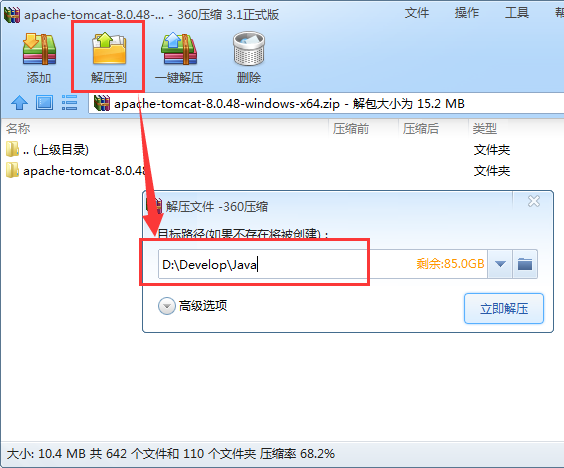 apache-tomcat-8.0.48-... - 360压缩 3.1正式版
文件 操作 工具
添加 解压到 一键解压 删除
apache-tomcat-8.0.48-windows-x64.zip - 解包大小为 15.2 MB
名称 压缩前 压缩后 类型
.. (上级目录) 文件夹
apache-tomcat-8.0.48 文件夹
解压文件 -360压缩
目标路径(如果不存在将被创建)：
D:\Develop\Java 剩余:85.0GB
高级选项 立即解压
大小: 10.4 MB 共 642 个文件和 110 个文件夹 压缩率 68.2%